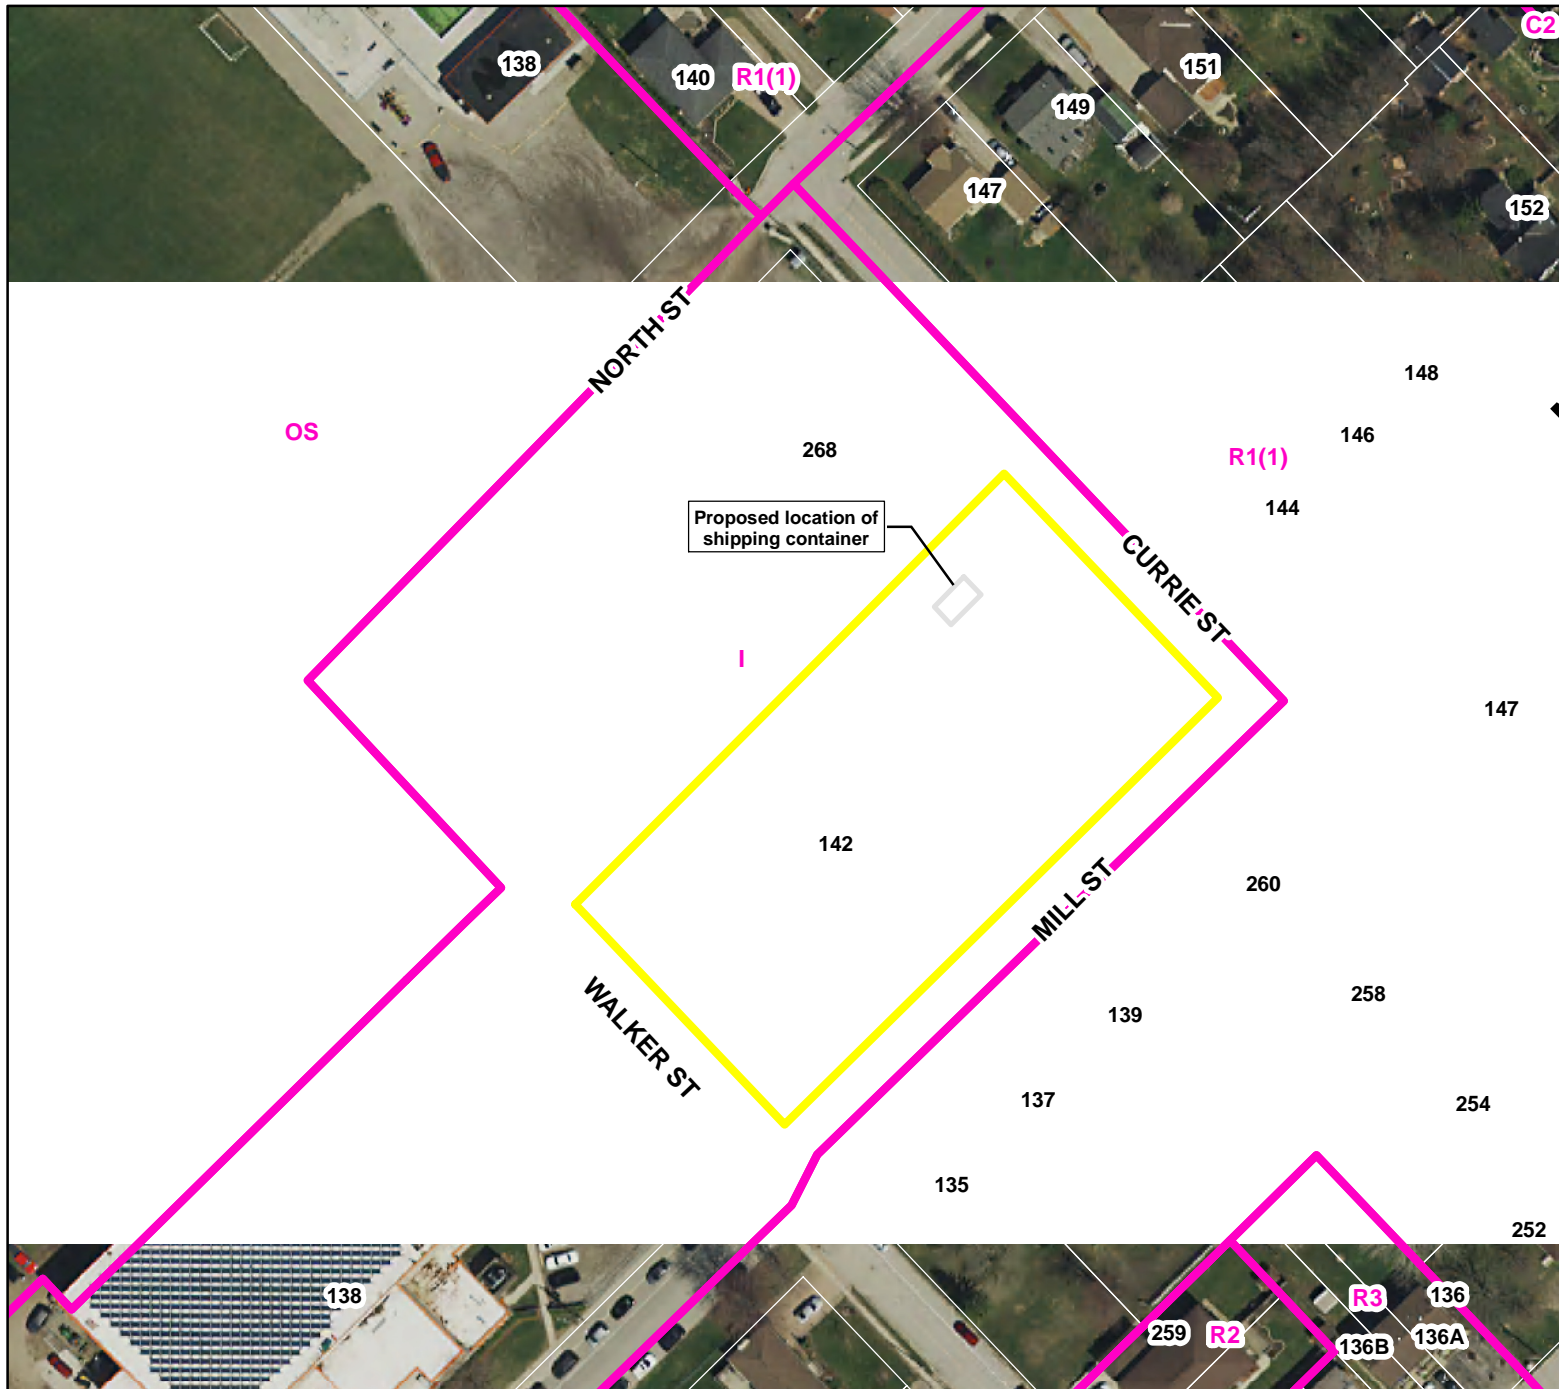 C2
138
140
R1(1)
151
149
147
152
NORTH ST
148
OS
146
268
R1(1)
144
Proposed location of
shipping container
CURRIE ST
I
147
142
MILL ST
260
WALKER ST
258
139
137
254
135
252
138
R3
136
259
R2
136A
136B